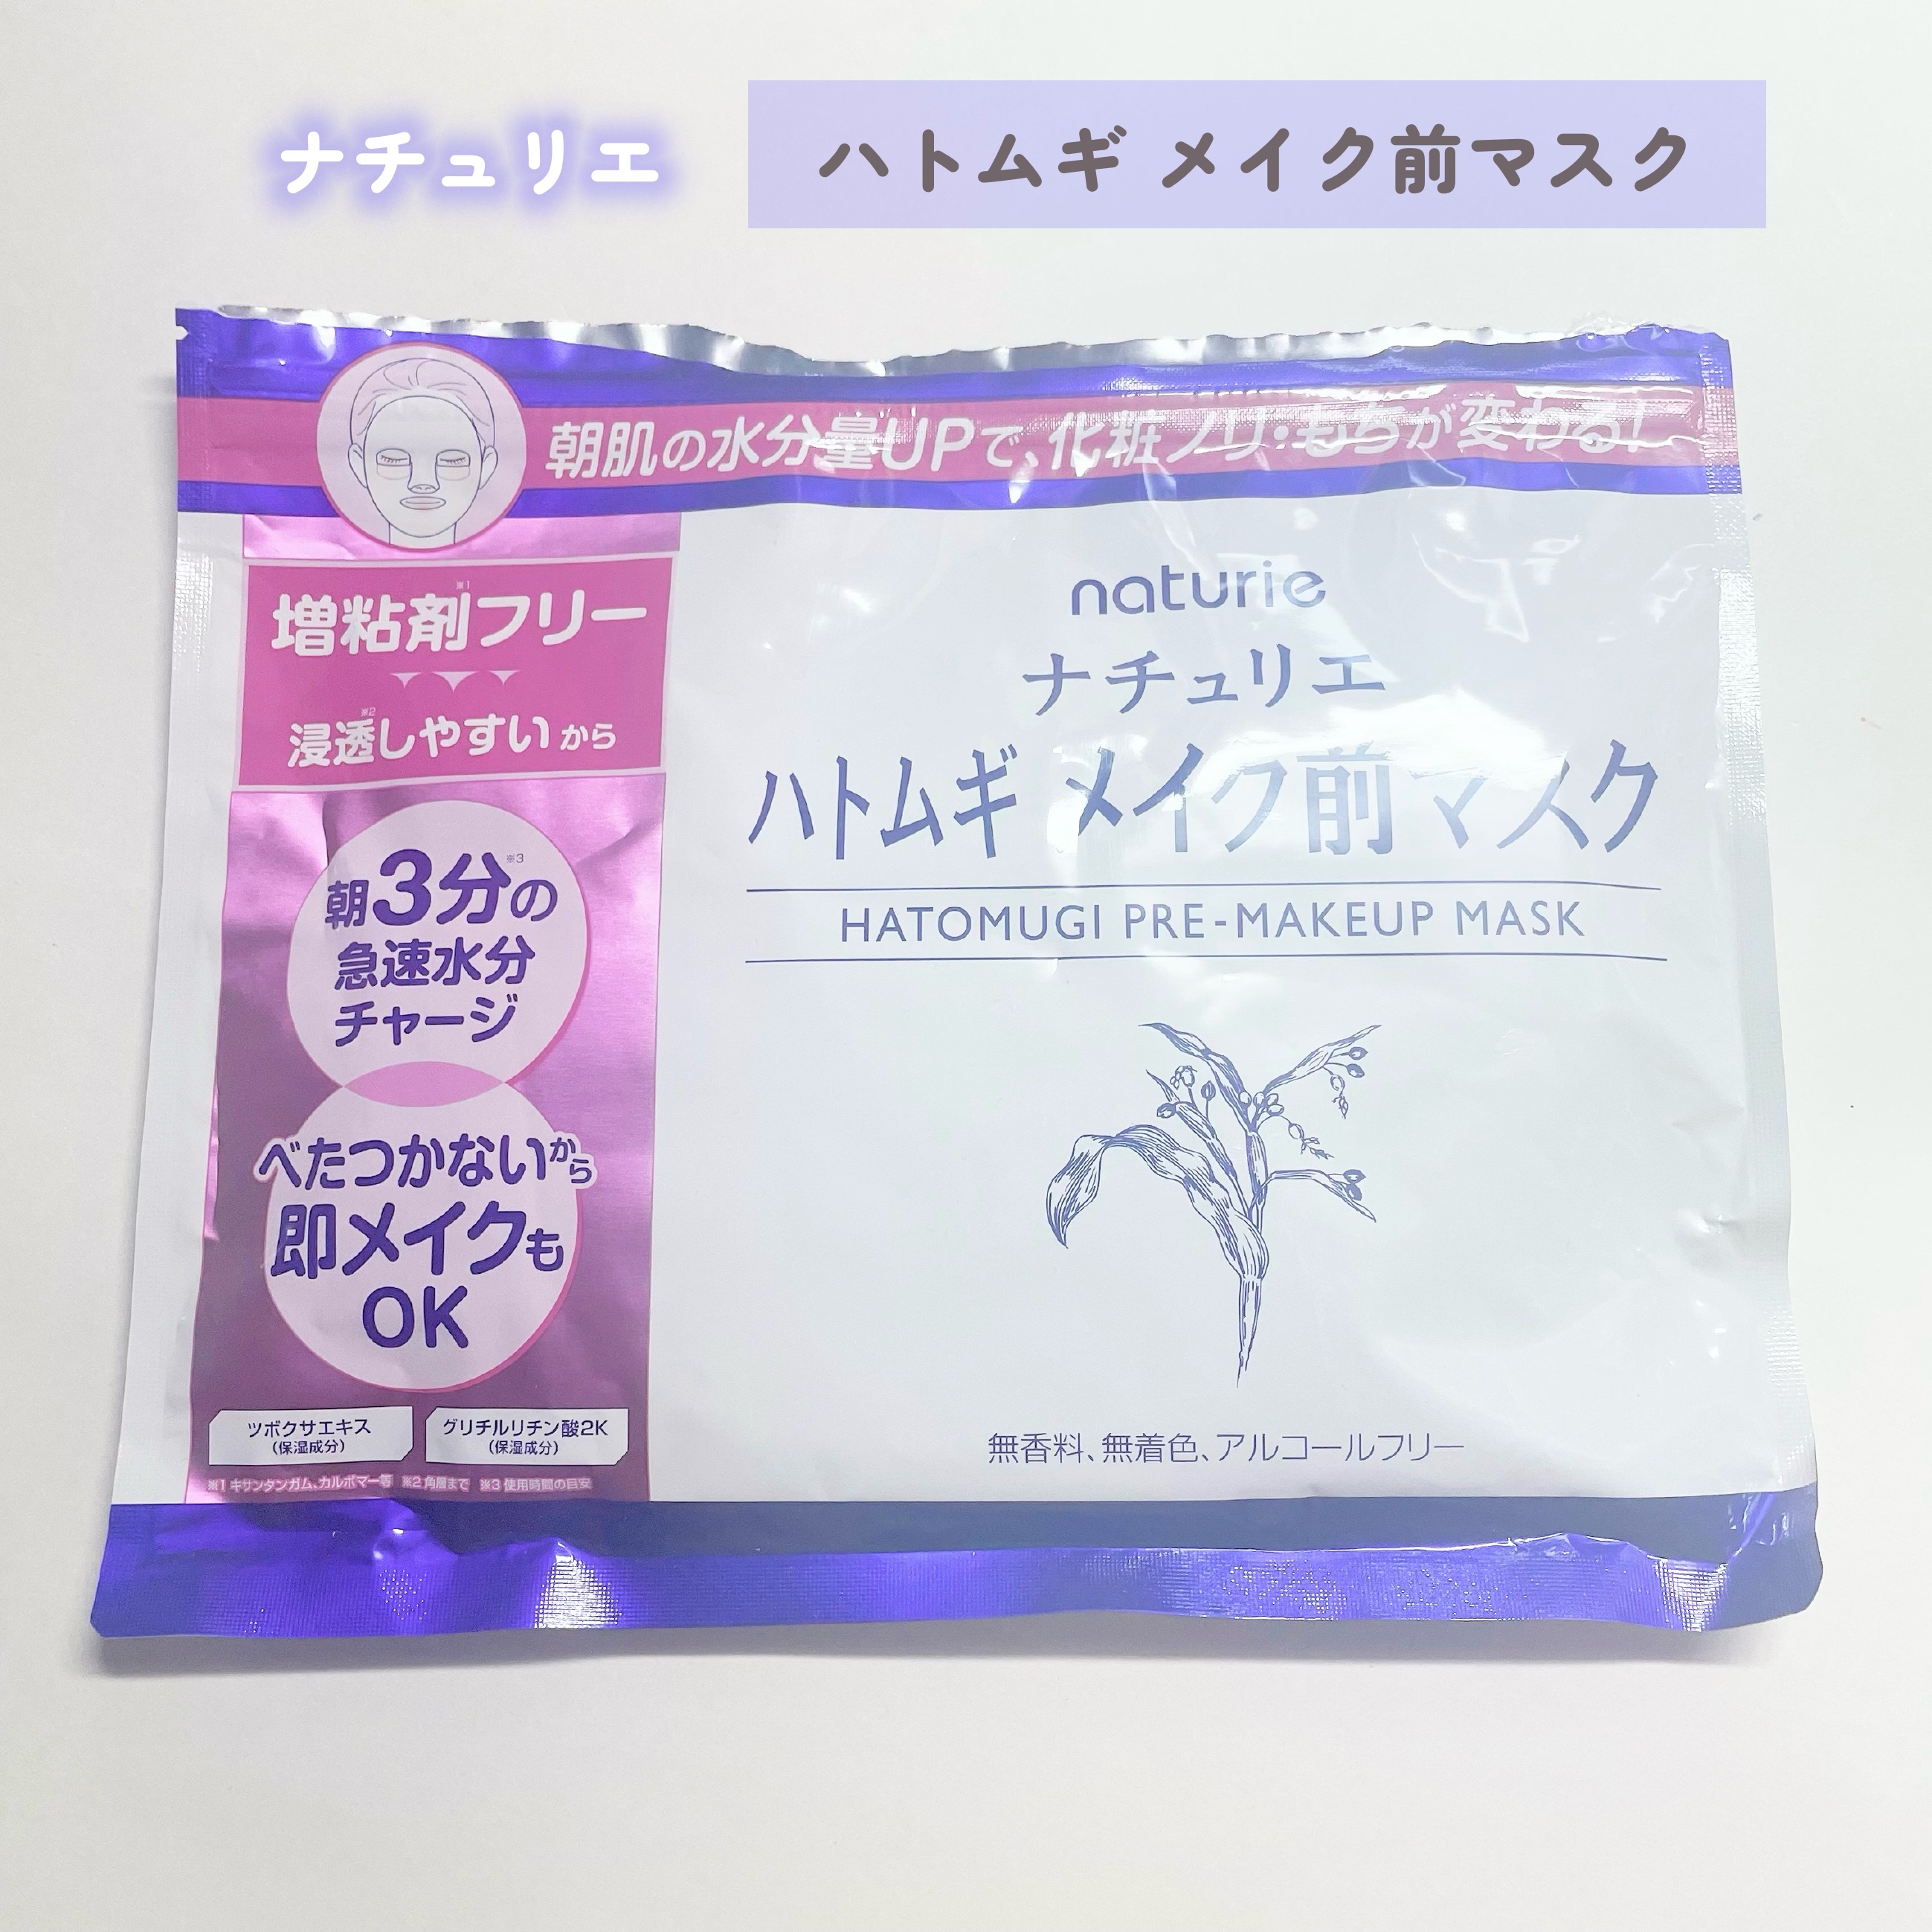 ナチュリエ ハトムギ メイク前マスク
朝肌の水分量UPで、化粧ノリ・もちが変わる!
増粘剤※1フリー
浸透※2しやすいから
朝3分※3の
急速水分
チャージ
べたつかないから
即メイクも
OK
ツボクサエキス
(保湿成分)
グリチルリチン酸2K
(保湿成分)
※1 キサンタンガム、カルボマー等 ※2 角層まで ※3 使用時間の目安
naturie
ナチュリエ
ハトムギ メイク前マスク
HATOMUGI PRE-MAKEUP MASK
無香料、無着色、アルコールフリー